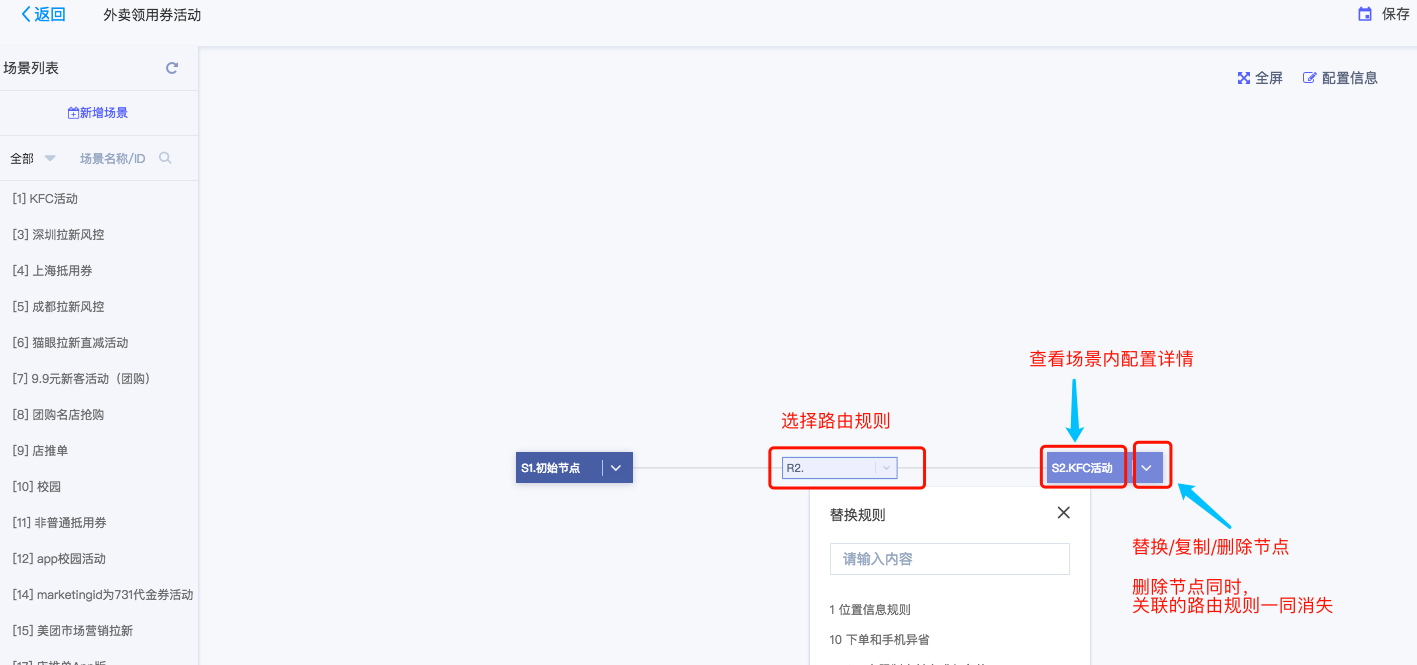 返回
外卖领用券活动
保存
场景列表
全屏
配置信息
新增场景
全部
场景名称/ID
[1] KFC活动
[3] 深圳拉新风控
[4] 上海抵用券
[5] 成都拉新风控
[6] 猫眼拉新直减活动
[7] 9.9元新客活动（团购）
[8] 团购名店抢购
[9] 店推单
[10] 校园
[11] 非普通抵用券
[12] app校园活动
[14] marketingid为731代金券活动
[15] 美团市场营销拉新
查看场景内配置详情
选择路由规则
S1.初始节点
R2.
S2.KFC活动
替换规则
请输入内容
1 位置信息规则
10 下单和手机异省
替换/复制/删除节点
删除节点同时,
关联的路由规则一同消失